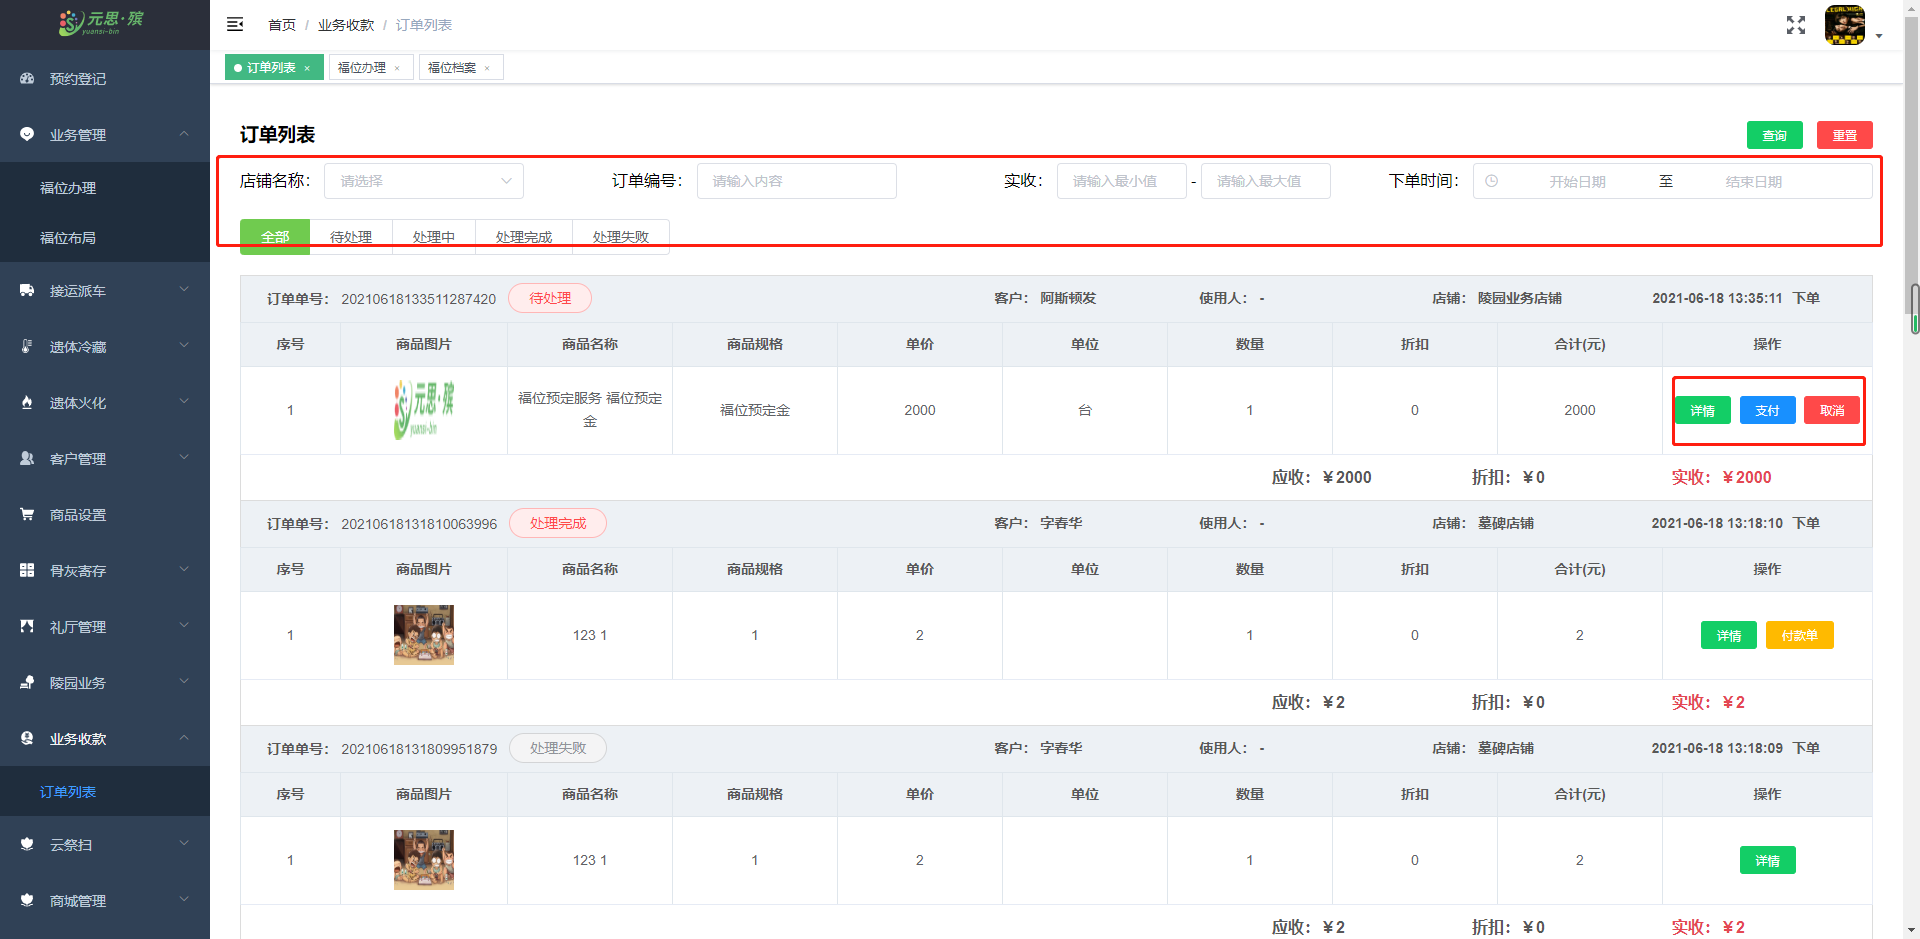 元思·殡
yuansi-bin
首页 / 业务收款 / 订单列表
订单列表 × 福位办理 × 福位档案 ×
预约登记
业务管理
福位办理
福位布局
接运派车
遗体冷藏
遗体火化
客户管理
商品设置
骨灰寄存
礼厅管理
陵园业务
业务收款
订单列表
云祭扫
商城管理
订单列表 查询 重置
店铺名称： 请选择 订单编号： 请输入内容 实收： 请输入最小值 - 请输入最大值 下单时间： 开始日期 至 结束日期
全部 待处理 处理中 处理完成 处理失败
订单单号： 20210618133511287420 待处理 客户： 阿斯顿发 使用人： - 店铺： 陵园业务店铺 2021-06-18 13:35:11 下单
序号 商品图片 商品名称 商品规格 单价 单位 数量 折扣 合计(元) 操作
1 元思·殡 yuansi-bin 福位预定服务 福位预定金 福位预定金 2000 台 1 0 2000 详情 支付 取消
应收： ￥2000 折扣： ￥0 实收： ￥2000
订单单号： 20210618131810063996 处理完成 客户： 字春华 使用人： - 店铺： 墓碑店铺 2021-06-18 13:18:10 下单
序号 商品图片 商品名称 商品规格 单价 单位 数量 折扣 合计(元) 操作
1 123 1 1 2 1 0 2 详情 付款单
应收： ￥2 折扣： ￥0 实收： ￥2
订单单号： 20210618131809951879 处理失败 客户： 字春华 使用人： - 店铺： 墓碑店铺 2021-06-18 13:18:09 下单
序号 商品图片 商品名称 商品规格 单价 单位 数量 折扣 合计(元) 操作
1 123 1 1 2 1 0 2 详情
应收： ￥2 折扣： ￥0 实收： ￥2